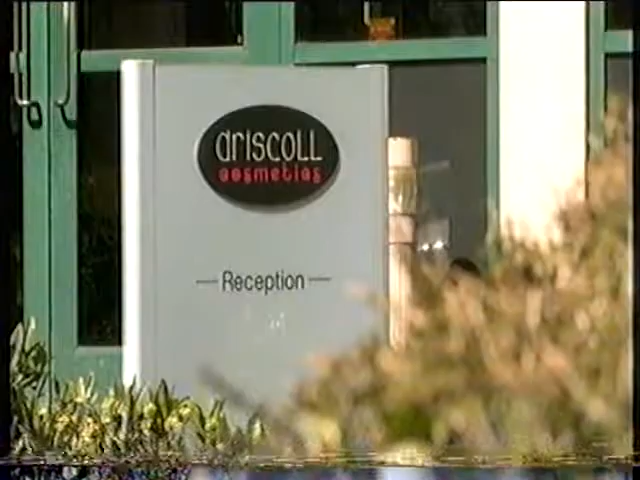 driscoll
cosmetics
— Reception —